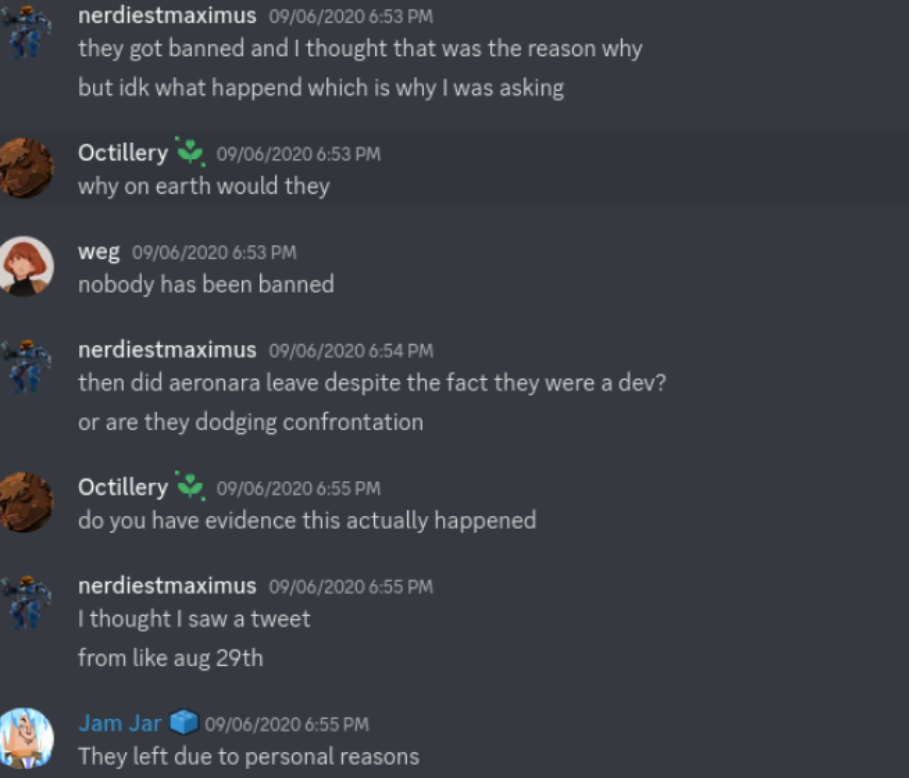 nerdiestmaximus 09/06/2020 6:53 PM
they got banned and I thought that was the reason why
but idk what happend which is why I was asking
Octillery 09/06/2020 6:53 PM
why on earth would they
weg 09/06/2020 6:53 PM
nobody has been banned
nerdiestmaximus 09/06/2020 6:54 PM
then did aeronara leave despite the fact they were a dev?
or are they dodging confrontation
Octillery 09/06/2020 6:55 PM
do you have evidence this actually happened
nerdiestmaximus 09/06/2020 6:55 PM
I thought I saw a tweet
from like aug 29th
Jam Jar 09/06/2020 6:55 PM
They left due to personal reasons